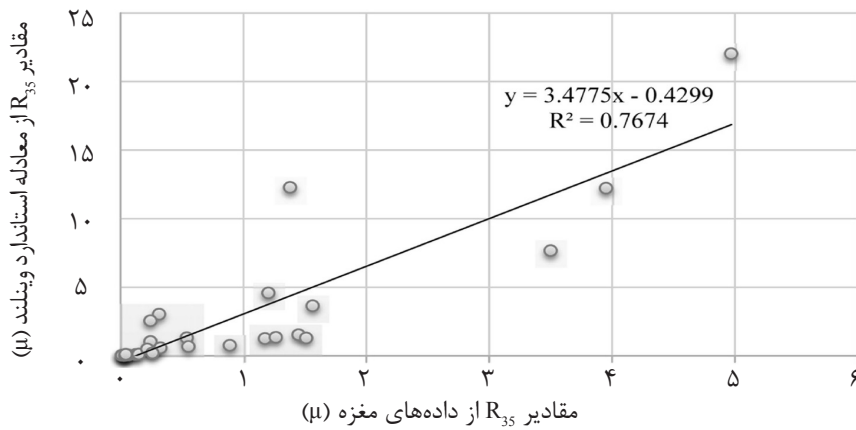 ۲۵
۲۰
۱۵
۱۰
۵
۰
مقادیر R₃₅ از معادله استاندارد وینلند (μ)
y = 3.4775x - 0.4299
R² = 0.7674
۰ ۱ ۲ ۳ ۴ ۵ ۶
مقادیر R₃₅ از داده‌های مغزه (μ)